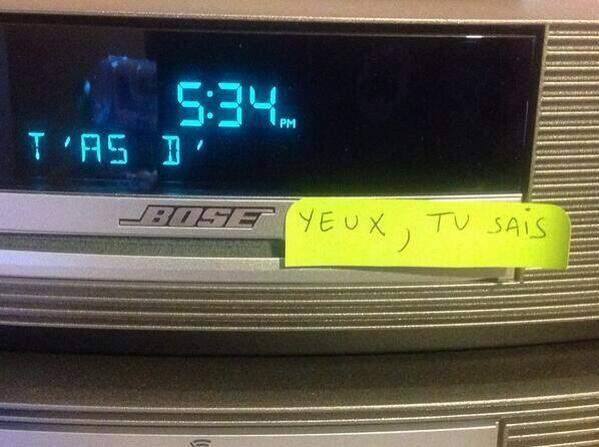 5:34 PM
T 'AS D'
BOSE
YEUX, TU SAIS